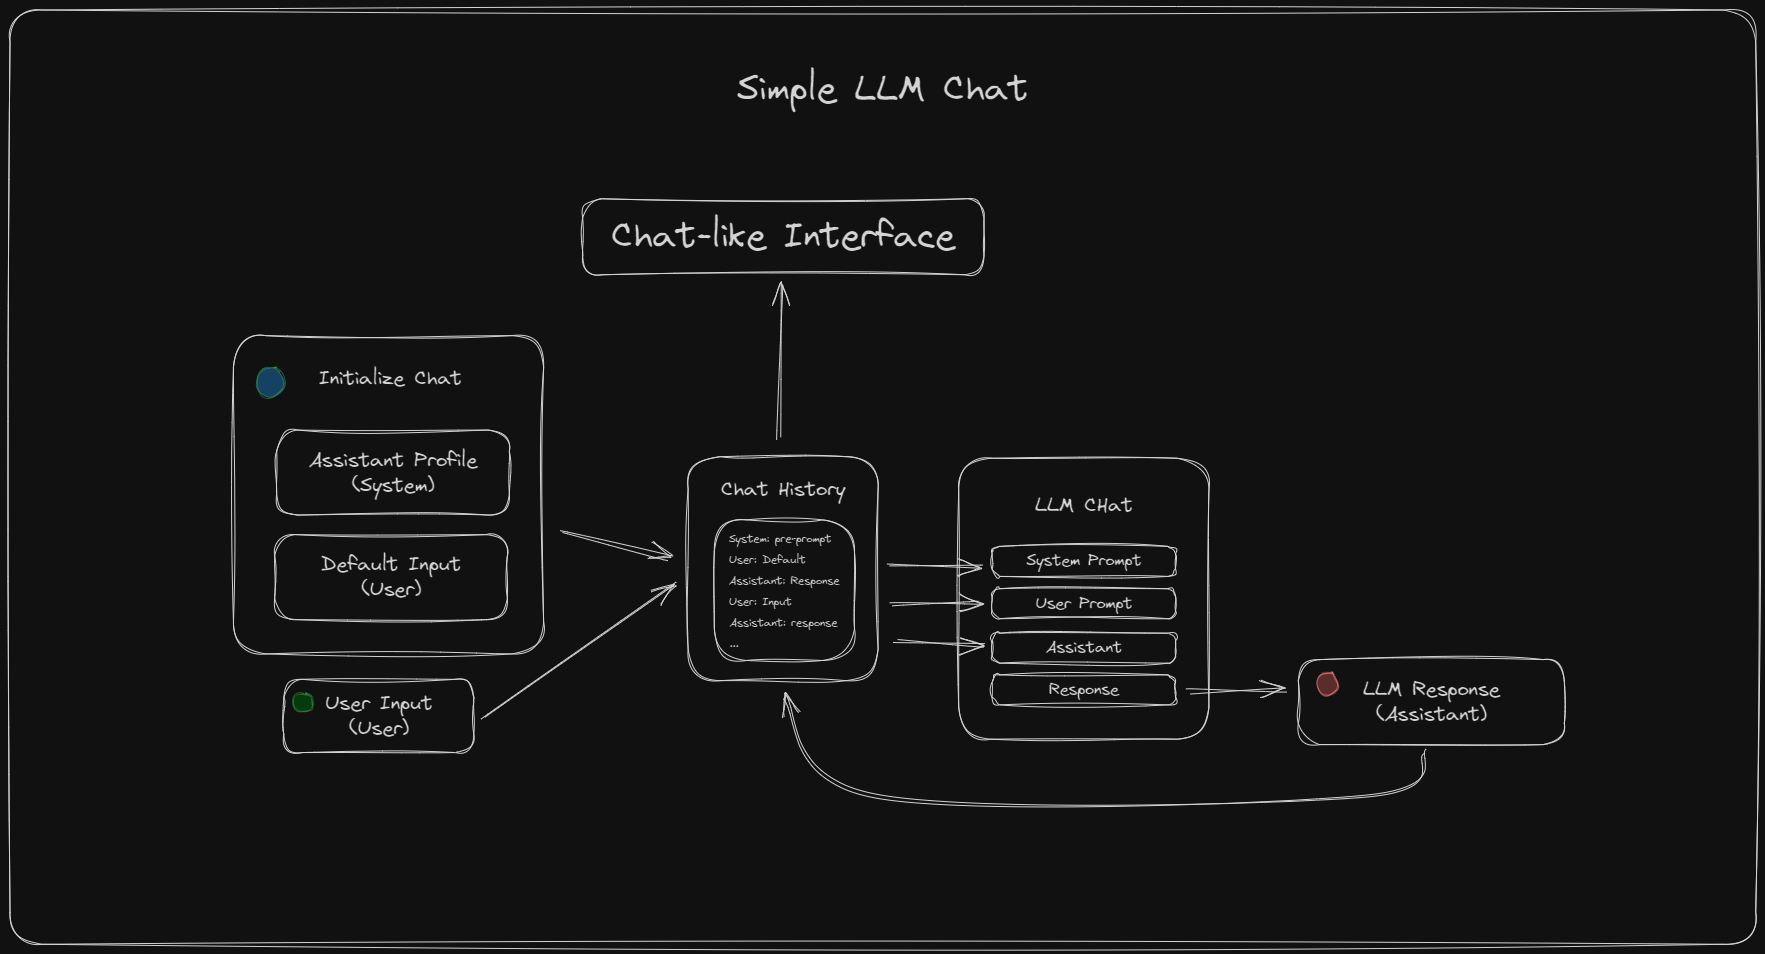 Simple LLM Chat
Chat-like Interface
Initialize Chat
Assistant Profile
(System)
Default Input
(User)
User Input
(User)
Chat History
System: pre-prompt
User: Default
Assistant: Response
User: Input
Assistant: response
...
LLM CHat
System Prompt
User Prompt
Assistant
Response
LLM Response
(Assistant)